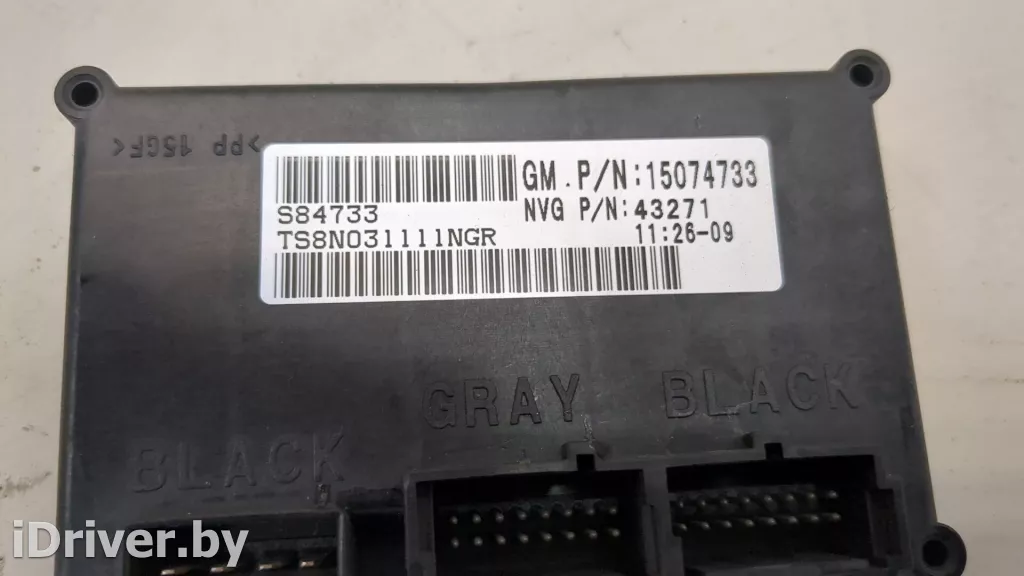 >PP 15GF<
GM. P/N:15074733
S84733
NVG P/N:43271
TS8N031111NGR
11:26-09
GRAY
BLACK
BLACK
iDriver.by